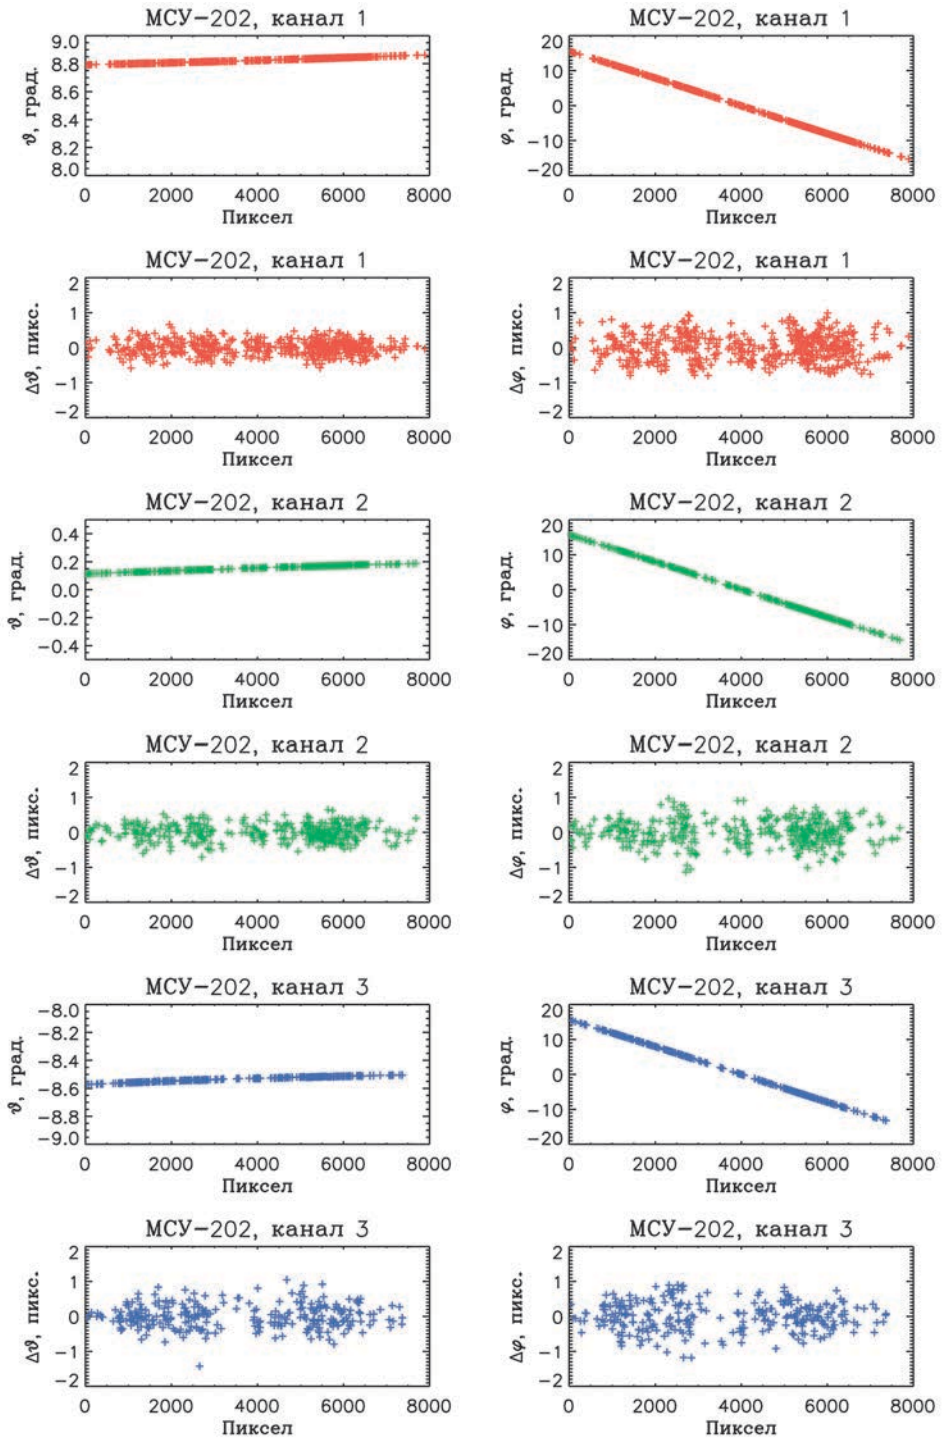 МСУ-202, канал 1
МСУ-202, канал 1
9.0
8.8
8.6
8.4
8.2
8.0
ϑ, град.
0 2000 4000 6000 8000
Пиксел
20
10
0
-10
-20
φ, град.
0 2000 4000 6000 8000
Пиксел
МСУ-202, канал 1
МСУ-202, канал 1
2
1
0
-1
-2
Δϑ, пикс.
0 2000 4000 6000 8000
Пиксел
2
1
0
-1
-2
Δφ, пикс.
0 2000 4000 6000 8000
Пиксел
МСУ-202, канал 2
МСУ-202, канал 2
0.4
0.2
0.0
-0.2
-0.4
ϑ, град.
0 2000 4000 6000 8000
Пиксел
20
10
0
-10
-20
φ, град.
0 2000 4000 6000 8000
Пиксел
МСУ-202, канал 2
МСУ-202, канал 2
2
1
0
-1
-2
Δϑ, пикс.
0 2000 4000 6000 8000
Пиксел
2
1
0
-1
-2
Δφ, пикс.
0 2000 4000 6000 8000
Пиксел
МСУ-202, канал 3
МСУ-202, канал 3
-8.0
-8.2
-8.4
-8.6
-8.8
-9.0
ϑ, град.
0 2000 4000 6000 8000
Пиксел
20
10
0
-10
-20
φ, град.
0 2000 4000 6000 8000
Пиксел
МСУ-202, канал 3
МСУ-202, канал 3
2
1
0
-1
-2
Δϑ, пикс.
0 2000 4000 6000 8000
Пиксел
2
1
0
-1
-2
Δφ, пикс.
0 2000 4000 6000 8000
Пиксел